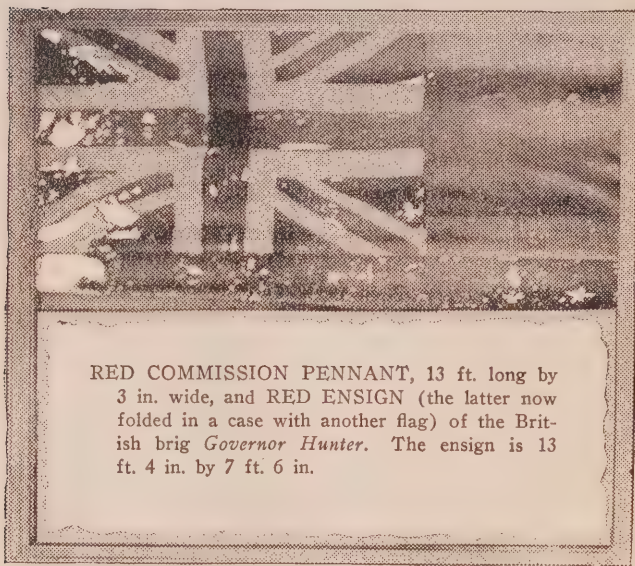 RED COMMISSION PENNANT, 13 ft. long by
3 in. wide, and RED ENSIGN (the latter now
folded in a case with another flag) of the Brit-
ish brig Governor Hunter. The ensign is 13
ft. 4 in. by 7 ft. 6 in.